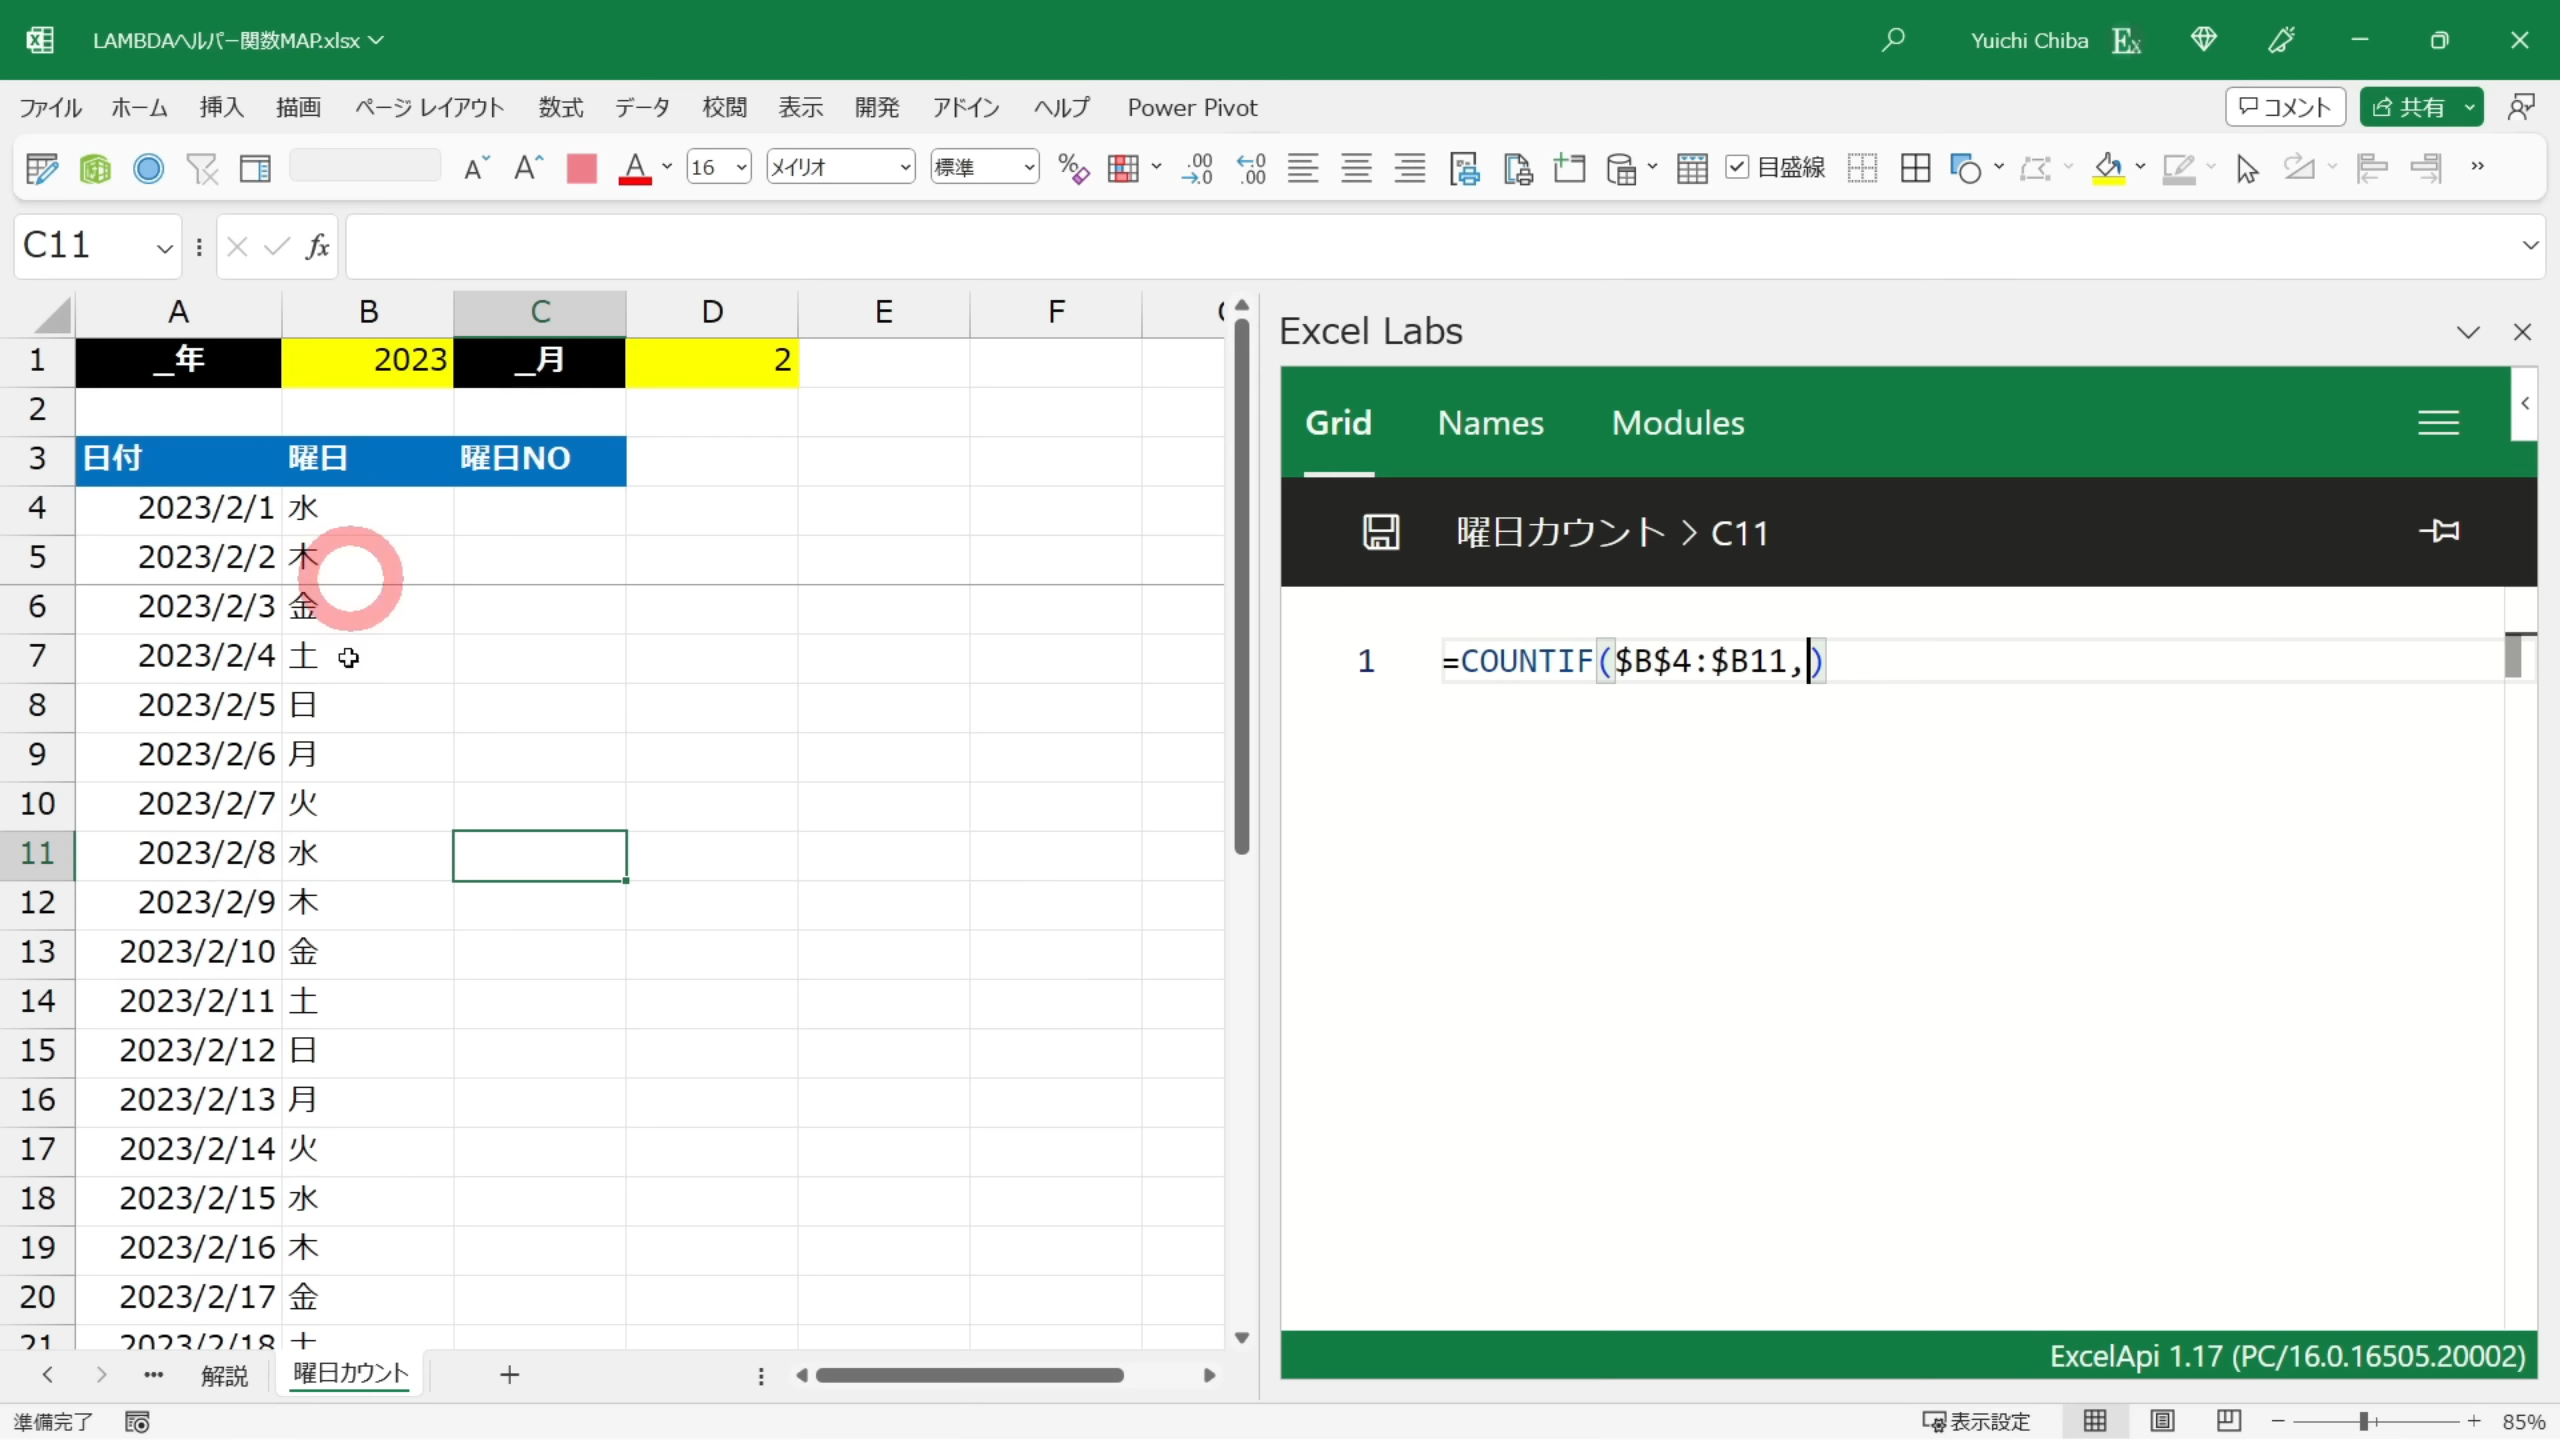 LAMBDAヘルパー関数MAP.xlsx
Yuichi Chiba
Ex
ファイル ホーム 挿入 描画 ページ レイアウト 数式 データ 校閲 表示 開発 アドイン ヘルプ Power Pivot コメント 共有
16 メイリオ 標準 目盛線
C11 fx
A B C D E F
1 _年 2023 _月 2
2
3 日付 曜日 曜日NO
4 2023/2/1 水
5 2023/2/2 木
6 2023/2/3 金
7 2023/2/4 土
8 2023/2/5 日
9 2023/2/6 月
10 2023/2/7 火
11 2023/2/8 水
12 2023/2/9 木
13 2023/2/10 金
14 2023/2/11 土
15 2023/2/12 日
16 2023/2/13 月
17 2023/2/14 火
18 2023/2/15 水
19 2023/2/16 木
20 2023/2/17 金
21 2023/2/18 土
解説 曜日カウント
準備完了
Excel Labs
Grid Names Modules
曜日カウント > C11
1 =COUNTIF($B$4:$B11,)
ExcelApi 1.17 (PC/16.0.16505.20002)
表示設定 85%